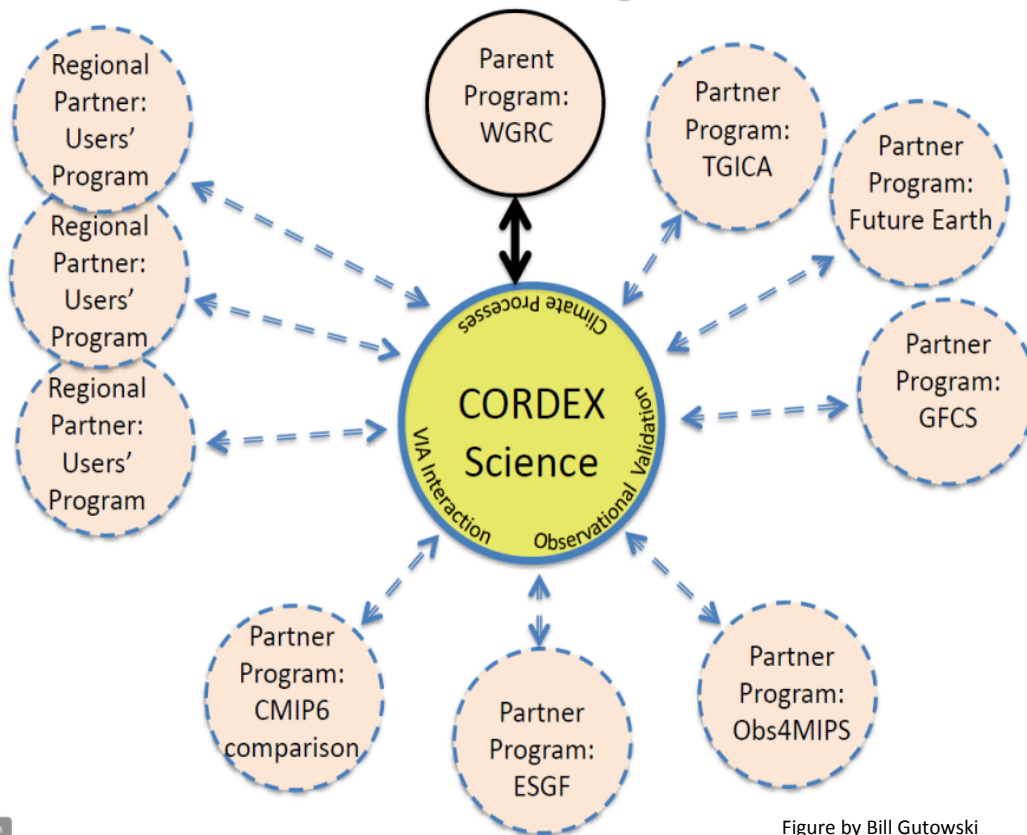 Regional
Partner:
Users’
Program
Regional
Partner:
Users’
Program
Regional
Partner:
Users’
Program
Parent
Program:
WGRC
Partner
Program:
TGICA
Partner
Program:
Future Earth
Partner
Program:
GFCS
Climate Processes
CORDEX
Science
VIA Interaction
Observational Validation
Partner
Program:
CMIP6
comparison
Partner
Program:
ESGF
Partner
Program:
Obs4MIPS
Figure by Bill Gutowski